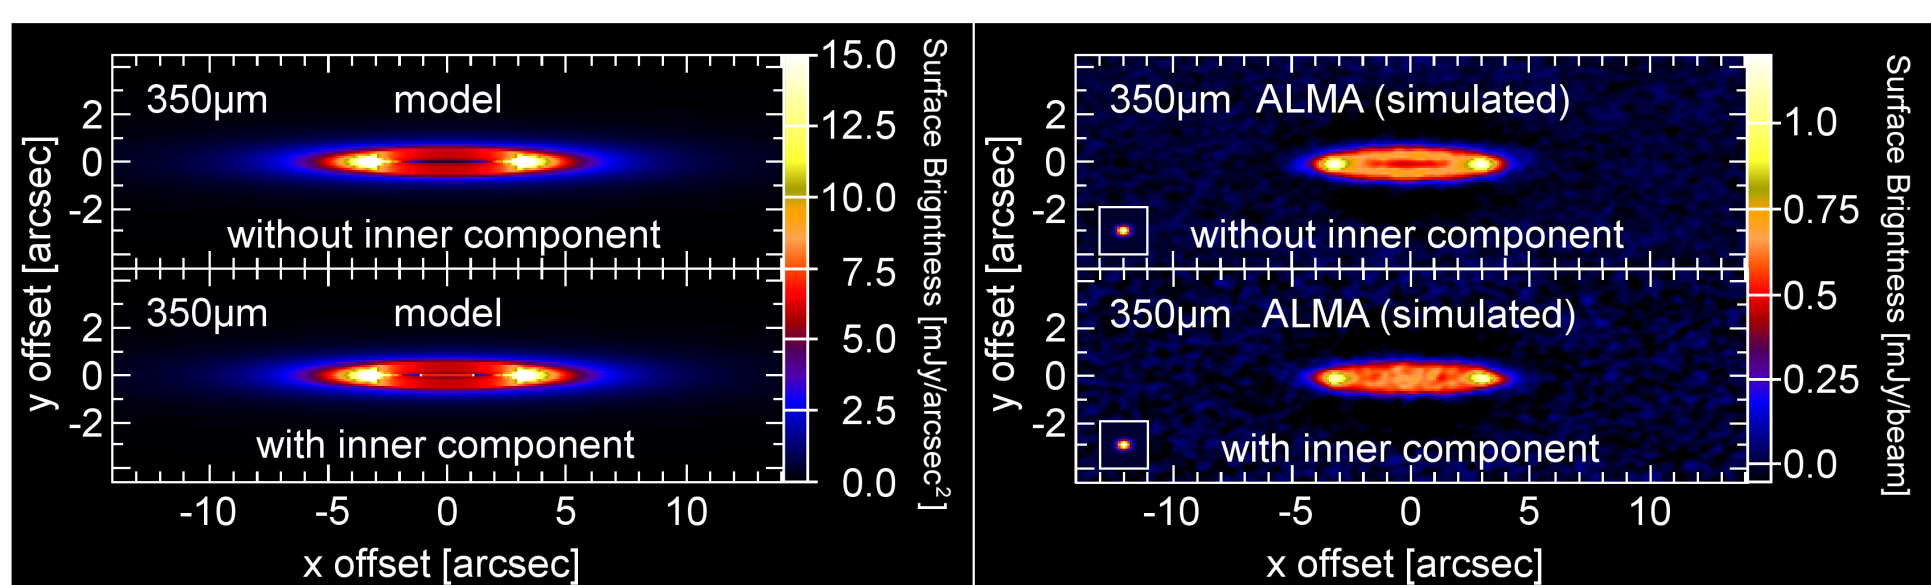 350μm model
without inner component
350μm model
with inner component
2
0
-2
2
0
-2
y offset [arcsec]
-10 -5 0 5 10
x offset [arcsec]
15.0
12.5
10.0
7.5
5.0
2.5
0.0
Surface Brigntness [mJy/arcsec²]
350μm ALMA (simulated)
without inner component
350μm ALMA (simulated)
with inner component
2
0
-2
2
0
-2
y offset [arcsec]
-10 -5 0 5 10
x offset [arcsec]
1.0
0.75
0.5
0.25
0.0
Surface Brigntness [mJy/beam]